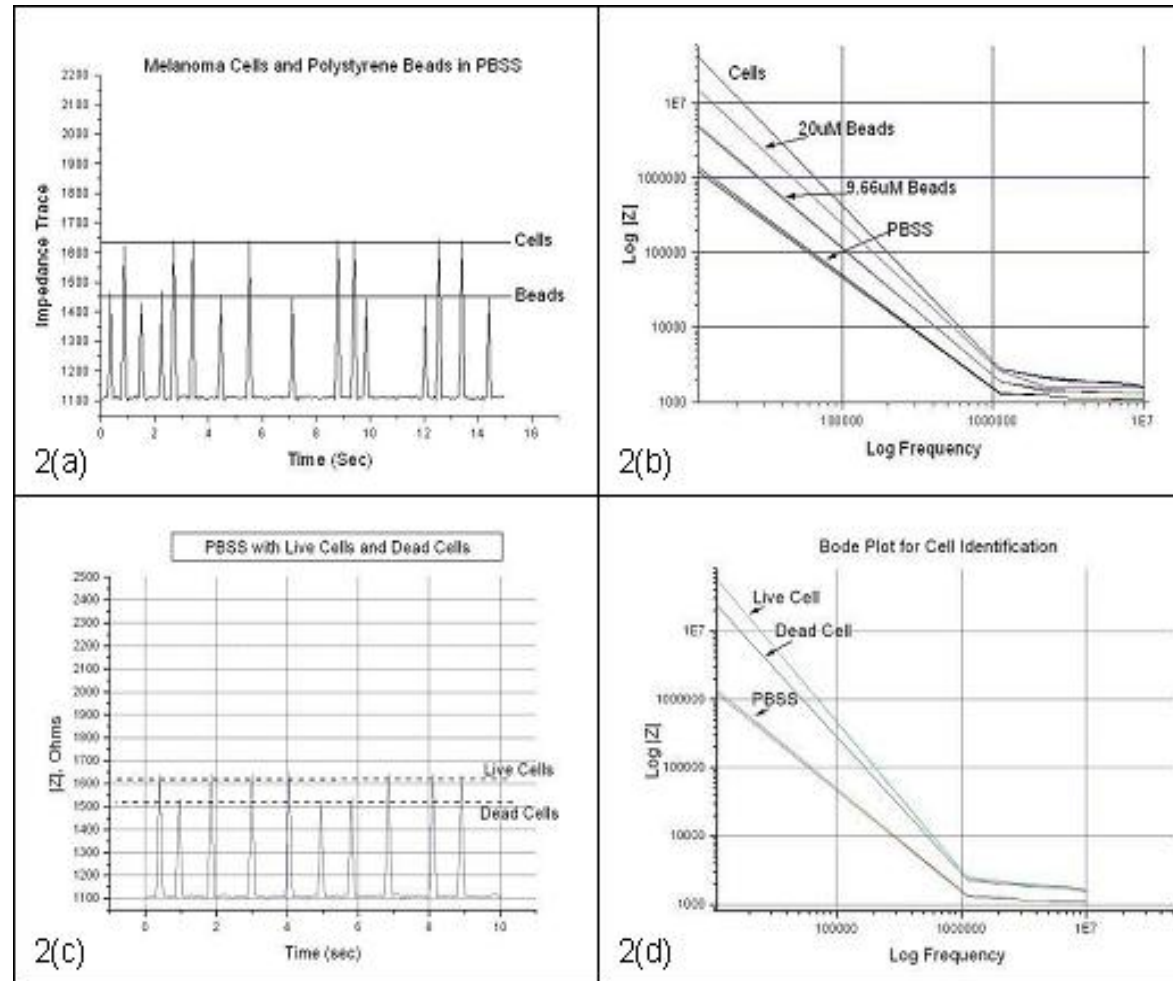 Melanoma Cells and Polystyrene Beads in PBSS
2200
2100
2000
1900
1800
1700
1600
1500
1400
1300
1200
1100
Impedance Trace
Cells
Beads
0 2 4 6 8 10 12 14 16
Time (Sec)
2(a)
Cells
20uM Beads
9.66uM Beads
PBSS
Log |Z|
1E7
1000000
100000
10000
1000
100000 1000000 1E7
Log Frequency
2(b)
PBSS with Live Cells and Dead Cells
2500
2400
2300
2200
2100
2000
1900
1800
1700
1600
1500
1400
1300
1200
1100
|Z|, Ohms
Live Cells
Dead Cells
0 2 4 6 8 10
Time (sec)
2(c)
Bode Plot for Cell Identification
Live Cell
Dead Cell
PBSS
Log |Z|
1E7
1000000
100000
10000
1000
100000 1000000 1E7
Log Frequency
2(d)